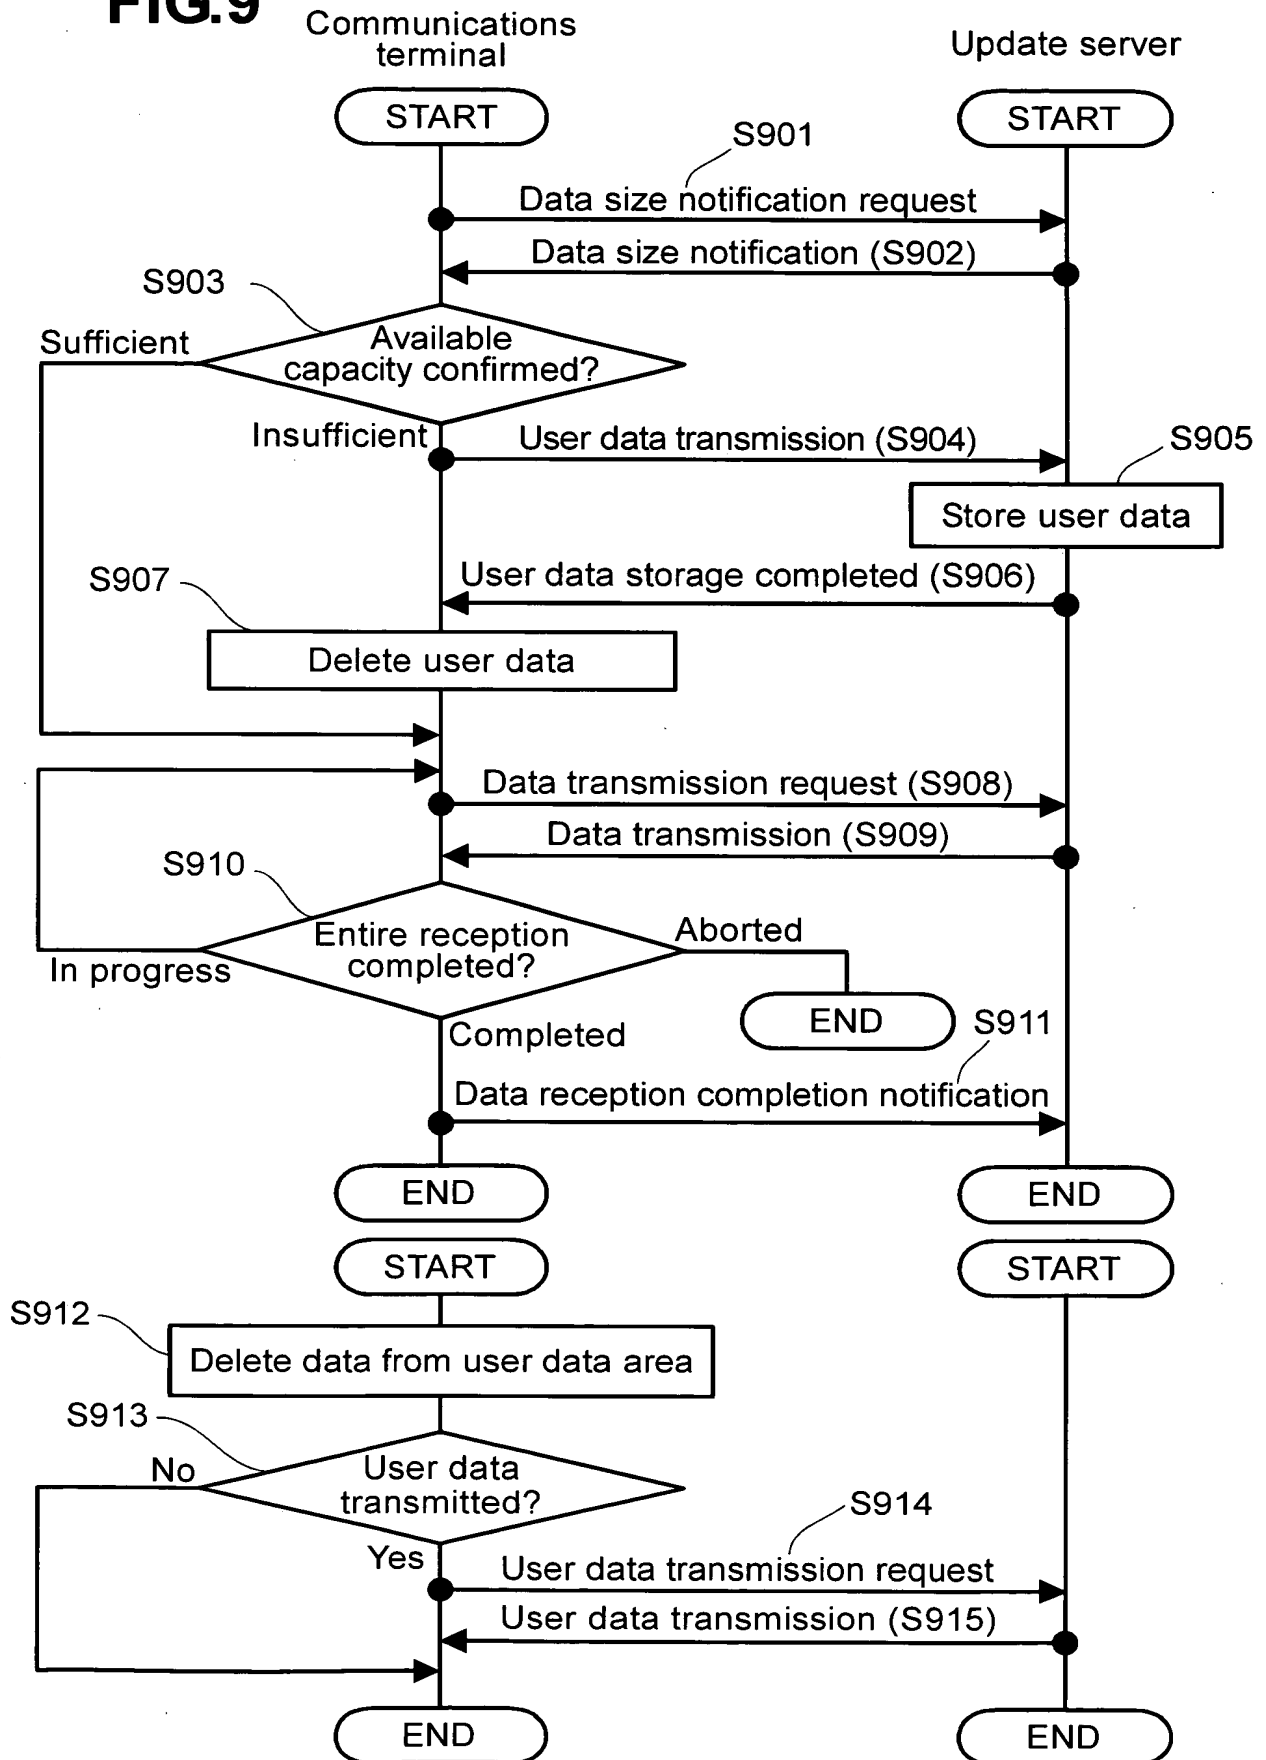 FIG.9
Communications
terminal
Update server
START
START
S901
Data size notification request
Data size notification (S902)
S903
Sufficient
Available
capacity confirmed?
Insufficient
User data transmission (S904)
S905
Store user data
S907
User data storage completed (S906)
Delete user data
Data transmission request (S908)
Data transmission (S909)
S910
Entire reception
completed?
Aborted
In progress
END
S911
Completed
Data reception completion notification
END
END
START
START
S912
Delete data from user data area
S913
No
User data
transmitted?
S914
Yes
User data transmission request
User data transmission (S915)
END
END